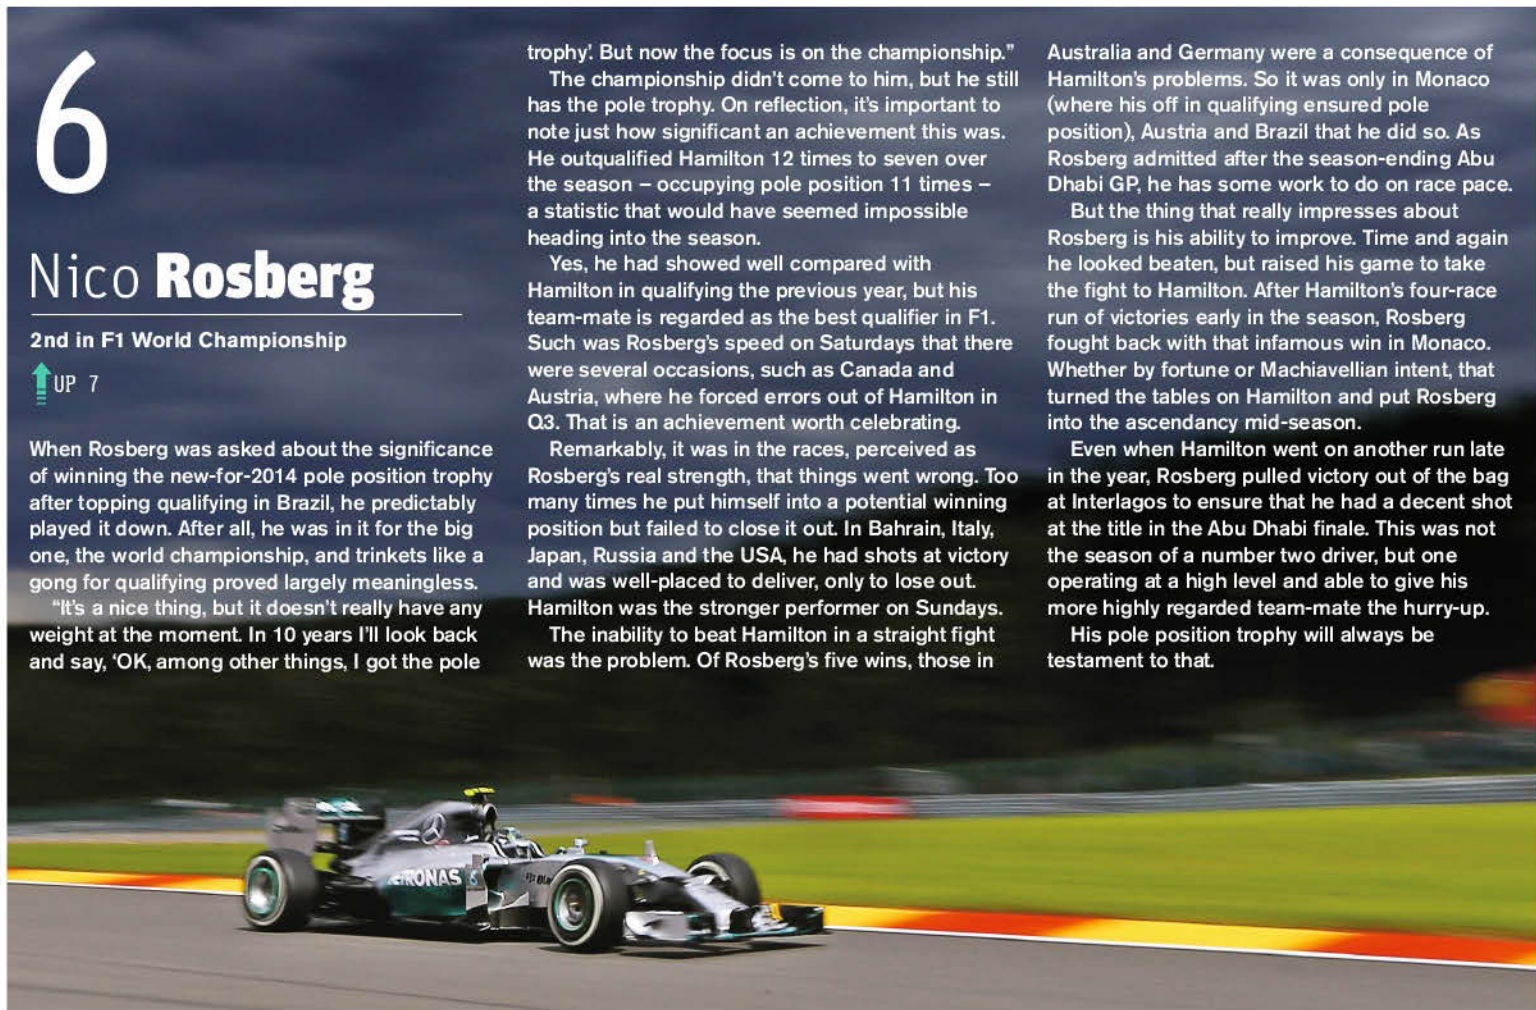 6
Nico Rosberg
2nd in F1 World Championship
UP 7
When Rosberg was asked about the significance
of winning the new-for-2014 pole position trophy
after topping qualifying in Brazil, he predictably
played it down. After all, he was in it for the big
one, the world championship, and trinkets like a
gong for qualifying proved largely meaningless.
“It’s a nice thing, but it doesn’t really have any
weight at the moment. In 10 years I’ll look back
and say, ‘OK, among other things, I got the pole
trophy’. But now the focus is on the championship.”
The championship didn’t come to him, but he still
has the pole trophy. On reflection, it’s important to
note just how significant an achievement this was.
He outqualified Hamilton 12 times to seven over
the season – occupying pole position 11 times –
a statistic that would have seemed impossible
heading into the season.
Yes, he had showed well compared with
Hamilton in qualifying the previous year, but his
team-mate is regarded as the best qualifier in F1.
Such was Rosberg’s speed on Saturdays that there
were several occasions, such as Canada and
Austria, where he forced errors out of Hamilton in
Q3. That is an achievement worth celebrating.
Remarkably, it was in the races, perceived as
Rosberg’s real strength, that things went wrong. Too
many times he put himself into a potential winning
position but failed to close it out. In Bahrain, Italy,
Japan, Russia and the USA, he had shots at victory
and was well-placed to deliver, only to lose out.
Hamilton was the stronger performer on Sundays.
The inability to beat Hamilton in a straight fight
was the problem. Of Rosberg’s five wins, those in
Australia and Germany were a consequence of
Hamilton’s problems. So it was only in Monaco
(where his off in qualifying ensured pole
position), Austria and Brazil that he did so. As
Rosberg admitted after the season-ending Abu
Dhabi GP, he has some work to do on race pace.
But the thing that really impresses about
Rosberg is his ability to improve. Time and again
he looked beaten, but raised his game to take
the fight to Hamilton. After Hamilton’s four-race
run of victories early in the season, Rosberg
fought back with that infamous win in Monaco.
Whether by fortune or Machiavellian intent, that
turned the tables on Hamilton and put Rosberg
into the ascendancy mid-season.
Even when Hamilton went on another run late
in the year, Rosberg pulled victory out of the bag
at Interlagos to ensure that he had a decent shot
at the title in the Abu Dhabi finale. This was not
the season of a number two driver, but one
operating at a high level and able to give his
more highly regarded team-mate the hurry-up.
His pole position trophy will always be
testament to that.
PETRONAS
6